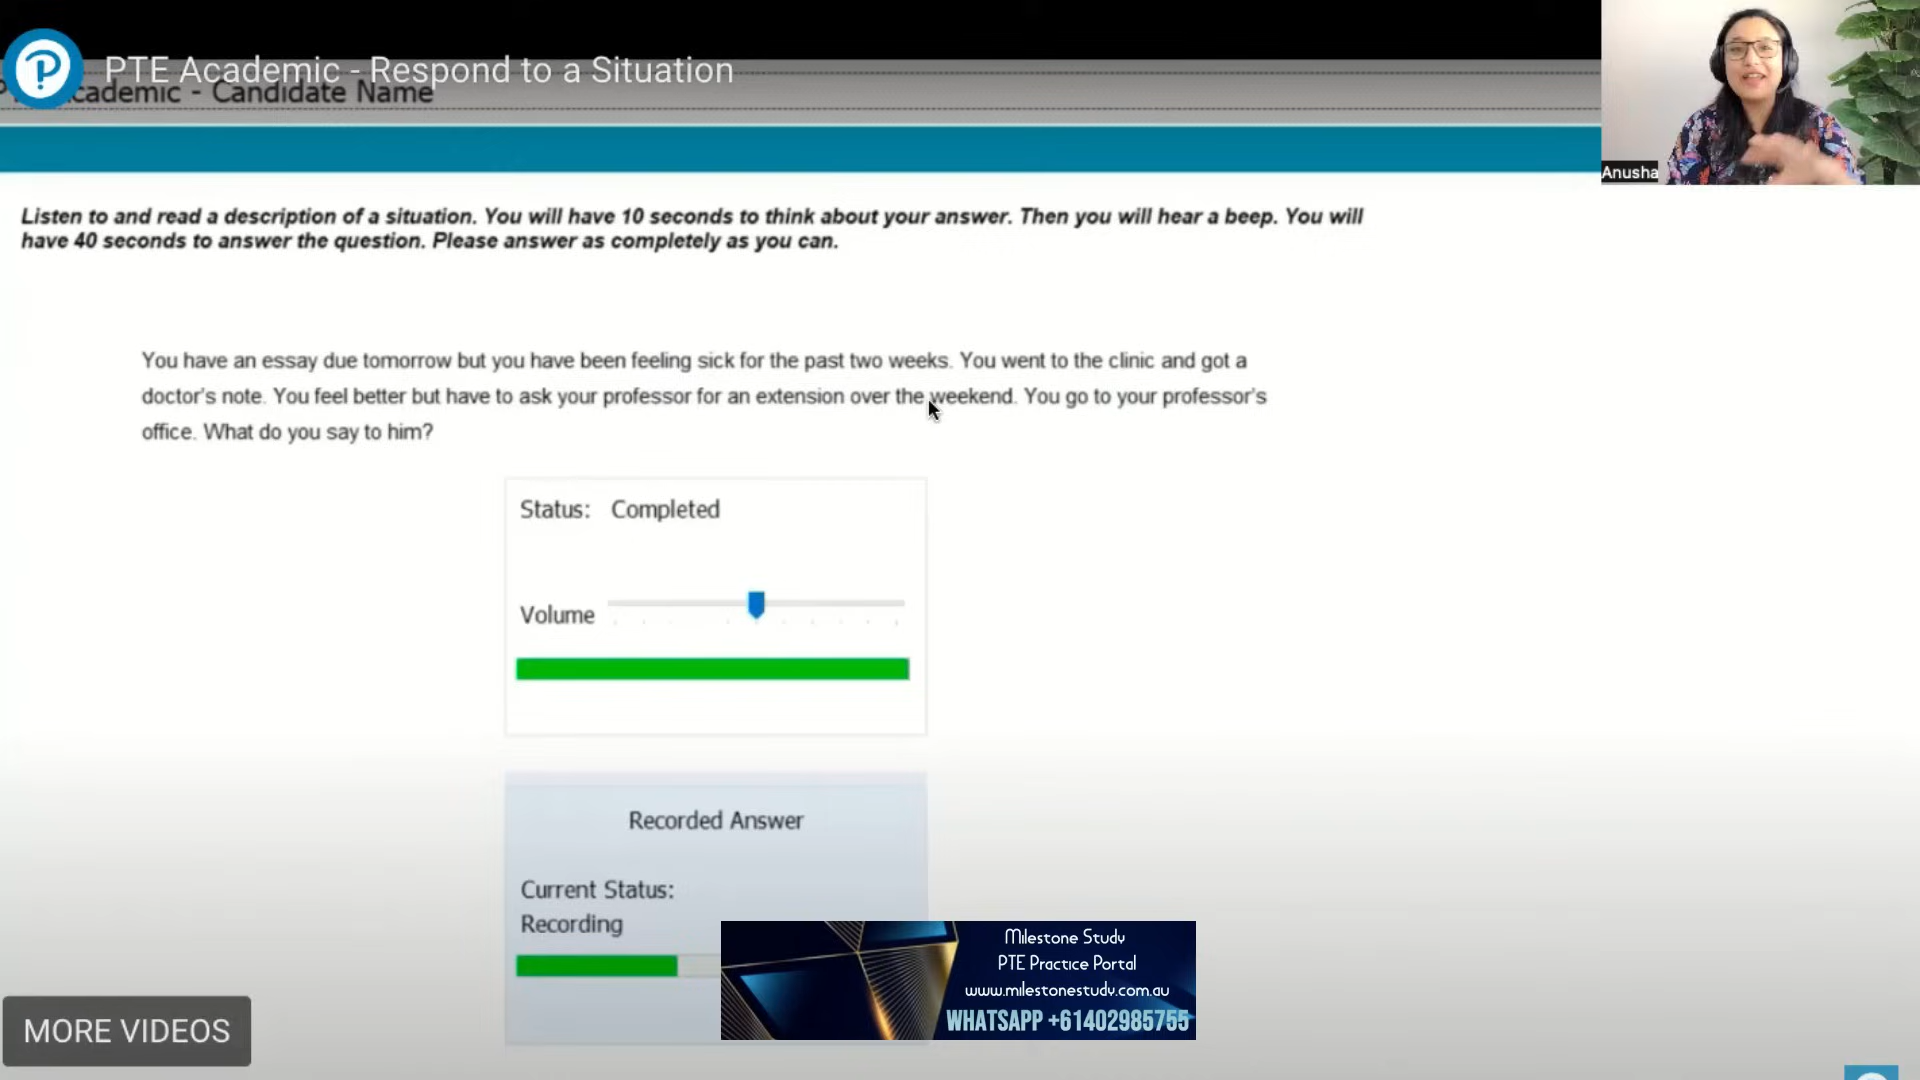 PTE Academic - Respond to a Situation
Academic - Candidate Name
Anusha
Listen to and read a description of a situation. You will have 10 seconds to think about your answer. Then you will hear a beep. You will
have 40 seconds to answer the question. Please answer as completely as you can.
You have an essay due tomorrow but you have been feeling sick for the past two weeks. You went to the clinic and got a
doctor's note. You feel better but have to ask your professor for an extension over the weekend. You go to your professor's
office. What do you say to him?
Status: Completed
Volume
Recorded Answer
Current Status:
Recording
Milestone Study
PTE Practice Portal
www.milestonestudy.com.au
WHATSAPP +61402985755
MORE VIDEOS